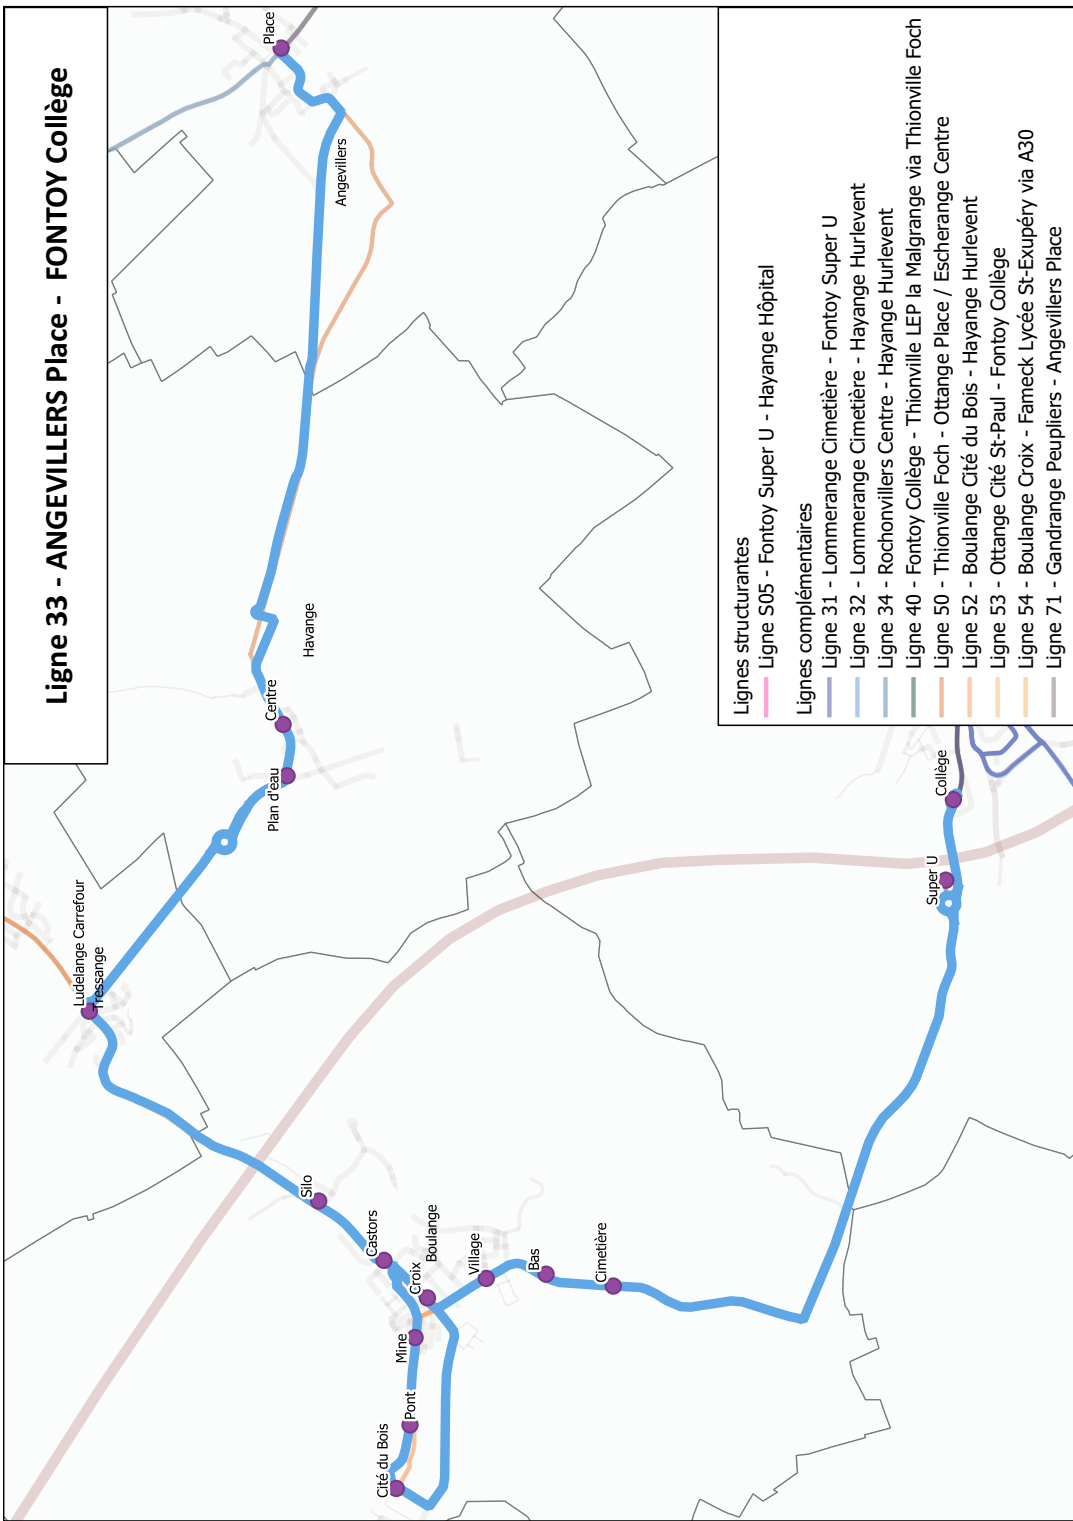 Ligne 33 - ANGEVILLERS Place - FONTOY Collège
Place
Angevillers
Havange
Centre
Plan d'eau
Ludelange Carrefour
Tressange
Silo
Castors
Boulange
Croix
Mine
Pont
Cité du Bois
Village
Bas
Cimetière
Super U
Collège
Lignes structurantes
Ligne S05 - Fontoy Super U - Hayange Hôpital
Lignes complémentaires
Ligne 31 - Lommerange Cimetière - Fontoy Super U
Ligne 32 - Lommerange Cimetière - Hayange Hurlevent
Ligne 34 - Rochonvillers Centre - Hayange Hurlevent
Ligne 40 - Fontoy Collège - Thionville LEP la Malgrange via Thionville Foch
Ligne 50 - Thionville Foch - Ottange Place / Escherange Centre
Ligne 52 - Boulange Cité du Bois - Hayange Hurlevent
Ligne 53 - Ottange Cité St-Paul - Fontoy Collège
Ligne 54 - Boulange Croix - Fameck Lycée St-Exupéry via A30
Ligne 71 - Gandrange Peupliers - Angevillers Place